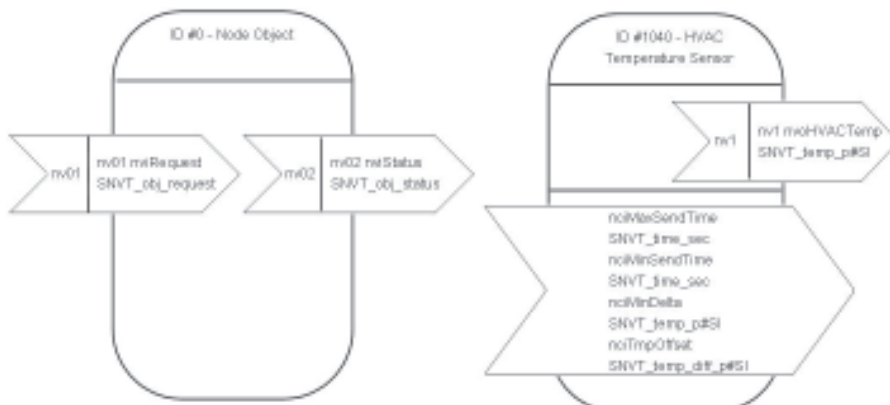 ID #0 - Node Object
nv01
nv01 nviRequest
SNVT_obj_request
nv02
nv02 nviStatus
SNVT_obj_status
ID #1040 - HVAC
Temperature Sensor
nv1
nv1 nvoHVACTemp
SNVT_temp_p#SI
nciMaxSendTime
SNVT_time_sec
nciMinSendTime
SNVT_time_sec
nciMinDelta
SNVT_temp_p#SI
nciTmpOffset
SNVT_temp_diff_p#SI